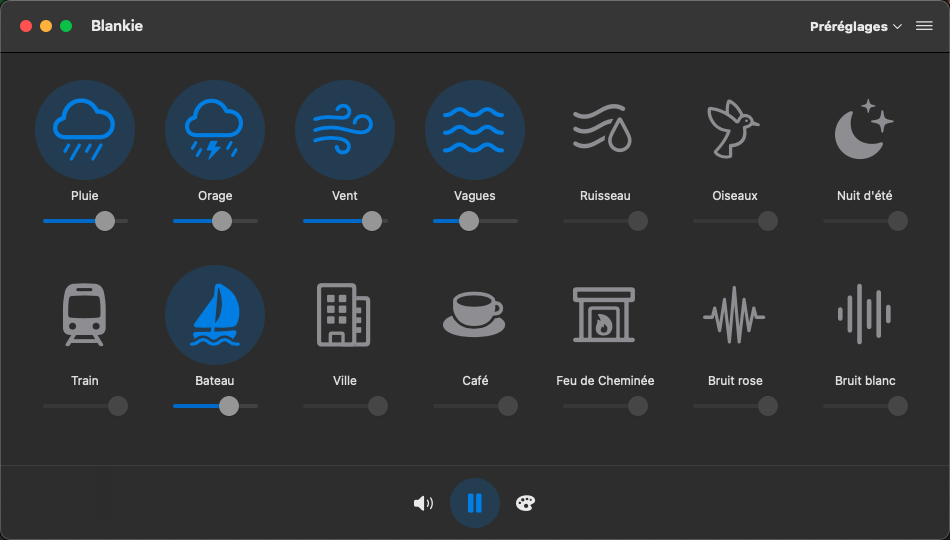 Blankie
Préréglages
Pluie
Orage
Vent
Vagues
Ruisseau
Oiseaux
Nuit d'été
Train
Bateau
Ville
Café
Feu de Cheminée
Bruit rose
Bruit blanc